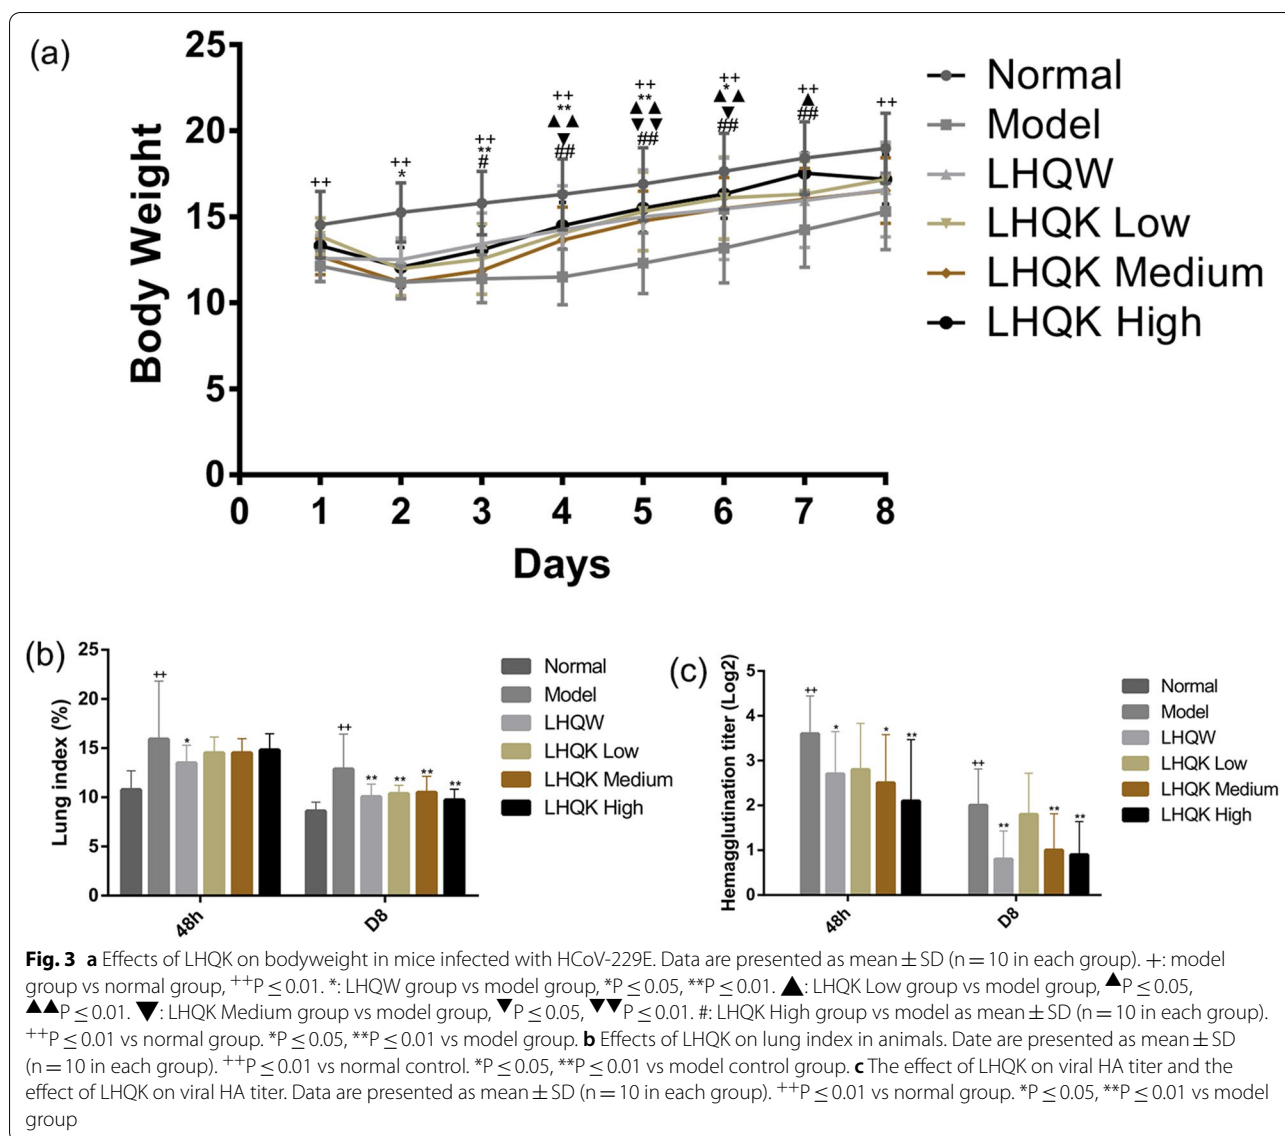 (a)
25
20
15
10
5
0
Body Weight
0 1 2 3 4 5 6 7 8
Days
++
++
*
++
**
#
++
**
▲▲
▼
##
++
**
▲▲
▼▼
##
++
*
▲▲
▼
##
++
▲
##
++
Normal
Model
LHQW
LHQK Low
LHQK Medium
LHQK High
(b)
25
20
15
10
5
0
Lung index (%)
++
*
++
**
**
**
**
48h
D8
Normal
Model
LHQW
LHQK Low
LHQK Medium
LHQK High
(c)
5
4
3
2
1
0
Hemagglutination titer (Log2)
++
*
*
**
++
**
**
**
48h
D8
Normal
Model
LHQW
LHQK Low
LHQK Medium
LHQK High
Fig. 3 a Effects of LHQK on bodyweight in mice infected with HCoV-229E. Data are presented as mean ± SD (n = 10 in each group). +: model
group vs normal group, ++P ≤ 0.01. *: LHQW group vs model group, *P ≤ 0.05, **P ≤ 0.01. ▲: LHQK Low group vs model group, ▲P ≤ 0.05,
▲▲P ≤ 0.01. ▼: LHQK Medium group vs model group, ▼P ≤ 0.05, ▼▼P ≤ 0.01. #: LHQK High group vs model as mean ± SD (n = 10 in each group).
++P ≤ 0.01 vs normal group. *P ≤ 0.05, **P ≤ 0.01 vs model group. b Effects of LHQK on lung index in animals. Date are presented as mean ± SD
(n = 10 in each group). ++P ≤ 0.01 vs normal control. *P ≤ 0.05, **P ≤ 0.01 vs model control group. c The effect of LHQK on viral HA titer and the
effect of LHQK on viral HA titer. Data are presented as mean ± SD (n = 10 in each group). ++P ≤ 0.01 vs normal group. *P ≤ 0.05, **P ≤ 0.01 vs model
group